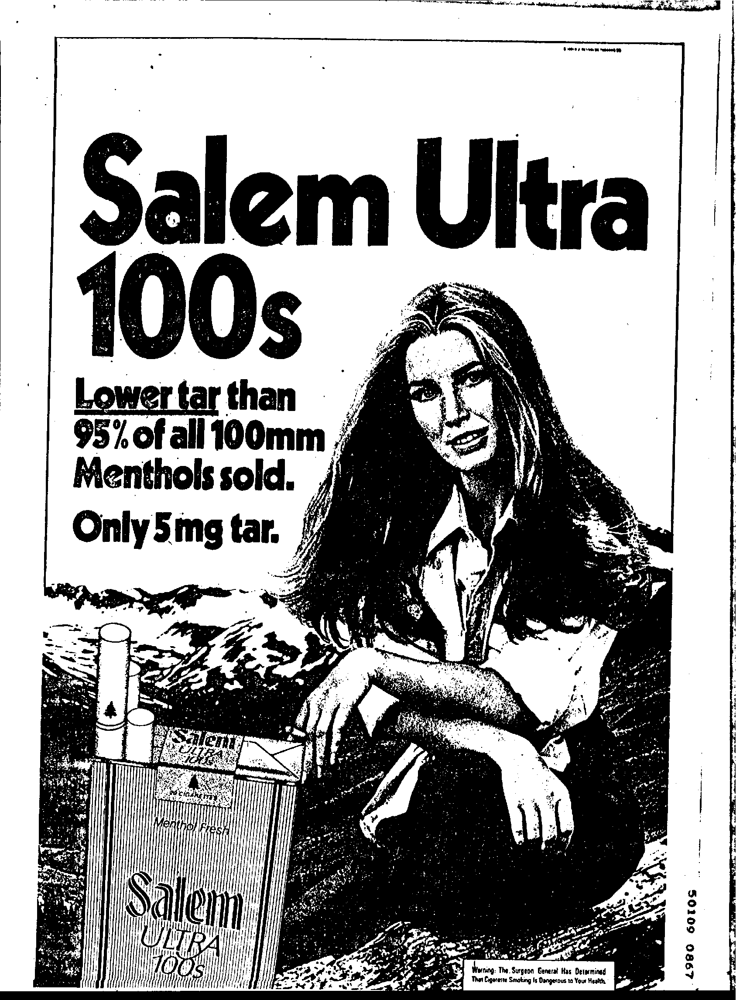 Salem Ultra
100s
Lower tar than
95% of all 100mm
Menthols sold.
Only 5 mg tar.
Salem
ULTRA
100s
Menthol Fresh
Salem
ULTRA
100s
Warning: The Surgeon General Has Determined
That Cigarette Smoking Is Dangerous to Your Health.
50109 0867